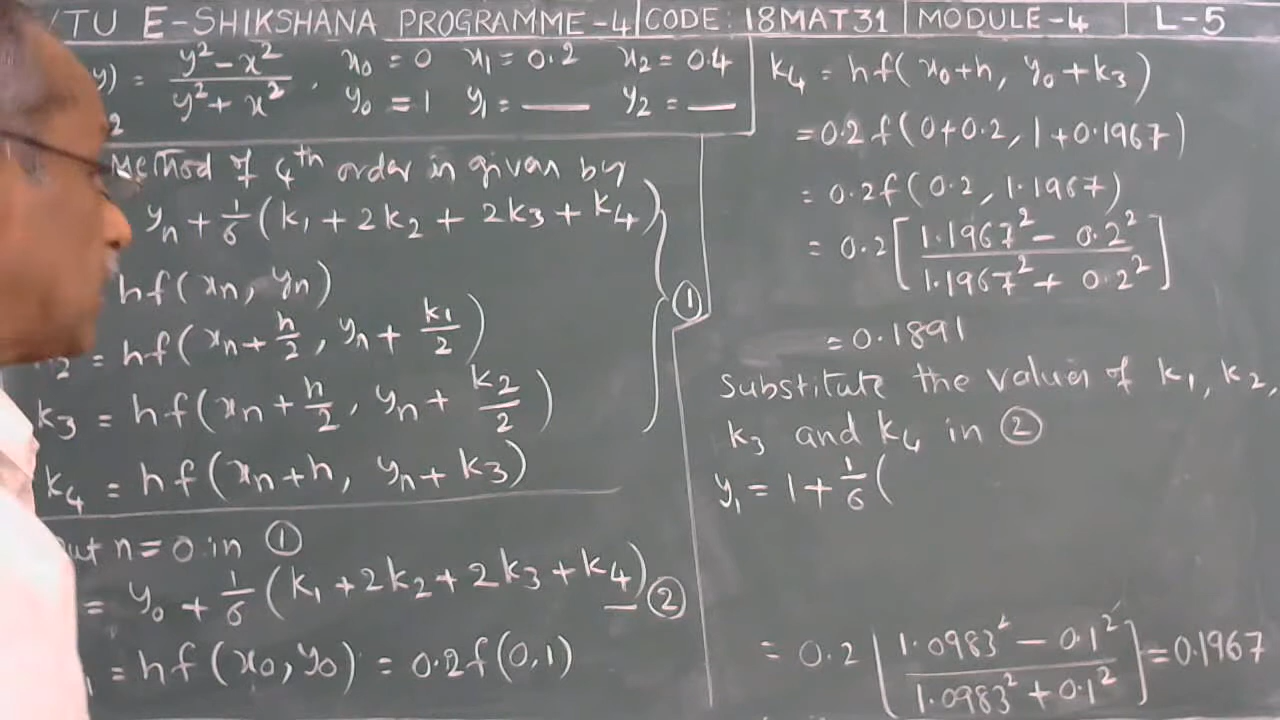 TU E-SHIKSHANA PROGRAMME-4 | CODE: 18MAT31 | MODULE-4 | L-5
y) = (y² - x²)/(y² + x²), x₀ = 0 x₁ = 0.2 x₂ = 0.4
2 y₀ = 1 y₁ = ___ y₂ = ___
Method of 4th order in given by
yₙ + 1/6 (k₁ + 2k₂ + 2k₃ + k₄)
hf(xₙ, yₙ)
2 = hf(xₙ + h/2, yₙ + k₁/2) ①
k₃ = hf(xₙ + h/2, yₙ + k₂/2)
k₄ = hf(xₙ + h, yₙ + k₃)
ut n = 0 in ①
= y₀ + 1/6 (k₁ + 2k₂ + 2k₃ + k₄) — ②
1 = hf(x₀, y₀) = 0.2f(0, 1)
k₄ = hf(x₀ + h, y₀ + k₃)
= 0.2 f(0 + 0.2, 1 + 0.1967)
= 0.2f(0.2, 1.1967)
= 0.2 [(1.1967² - 0.2²)/(1.1967² + 0.2²)]
= 0.1891
Substitute the values of k₁, k₂,
k₃ and k₄ in ②
y₁ = 1 + 1/6 (
= 0.2 [(1.0983² - 0.1²)/(1.0983² + 0.1²)] = 0.1967